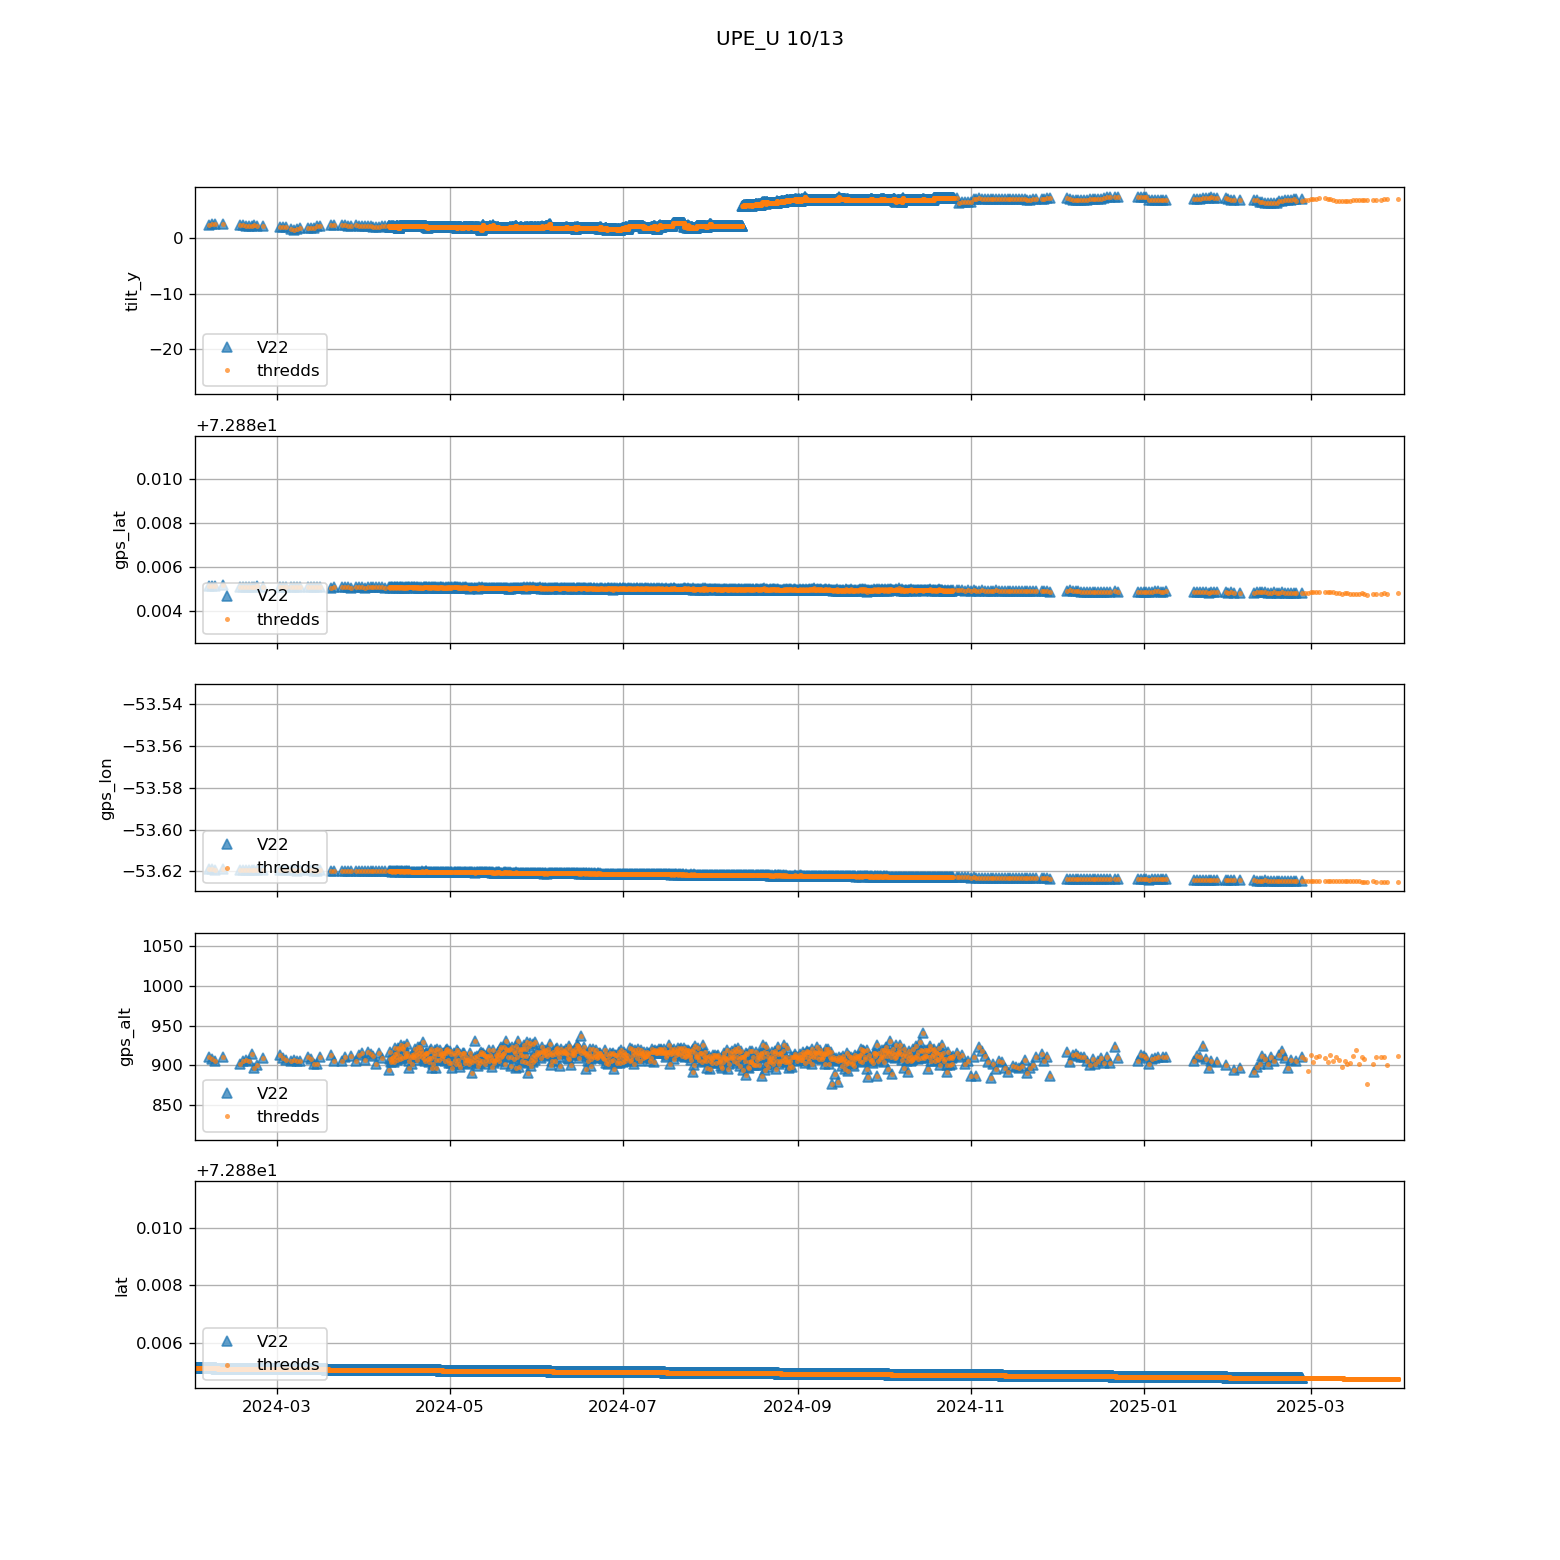 UPE_U 10/13
tilt_y
0
−10
−20
V22
thredds
+7.288e1
gps_lat
0.010
0.008
0.006
0.004
V22
thredds
gps_lon
−53.54
−53.56
−53.58
−53.60
−53.62
V22
thredds
gps_alt
1050
1000
950
900
850
V22
thredds
+7.288e1
lat
0.010
0.008
0.006
V22
thredds
2024-03 2024-05 2024-07 2024-09 2024-11 2025-01 2025-03